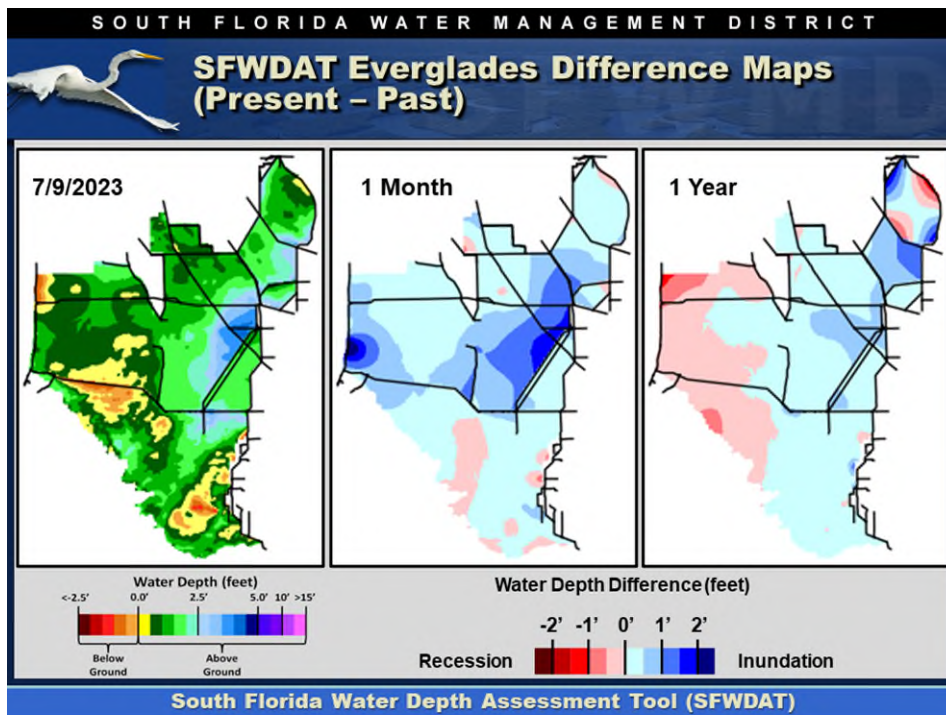 SOUTH FLORIDA WATER MANAGEMENT DISTRICT
SFWDAT Everglades Difference Maps
(Present – Past)
7/9/2023
1 Month
1 Year
Water Depth (feet)
<-2.5' 0.0' 2.5' 5.0' 10' >15'
Below
Ground
Above
Ground
Water Depth Difference (feet)
-2' -1' 0' 1' 2'
Recession
Inundation
South Florida Water Depth Assessment Tool (SFWDAT)